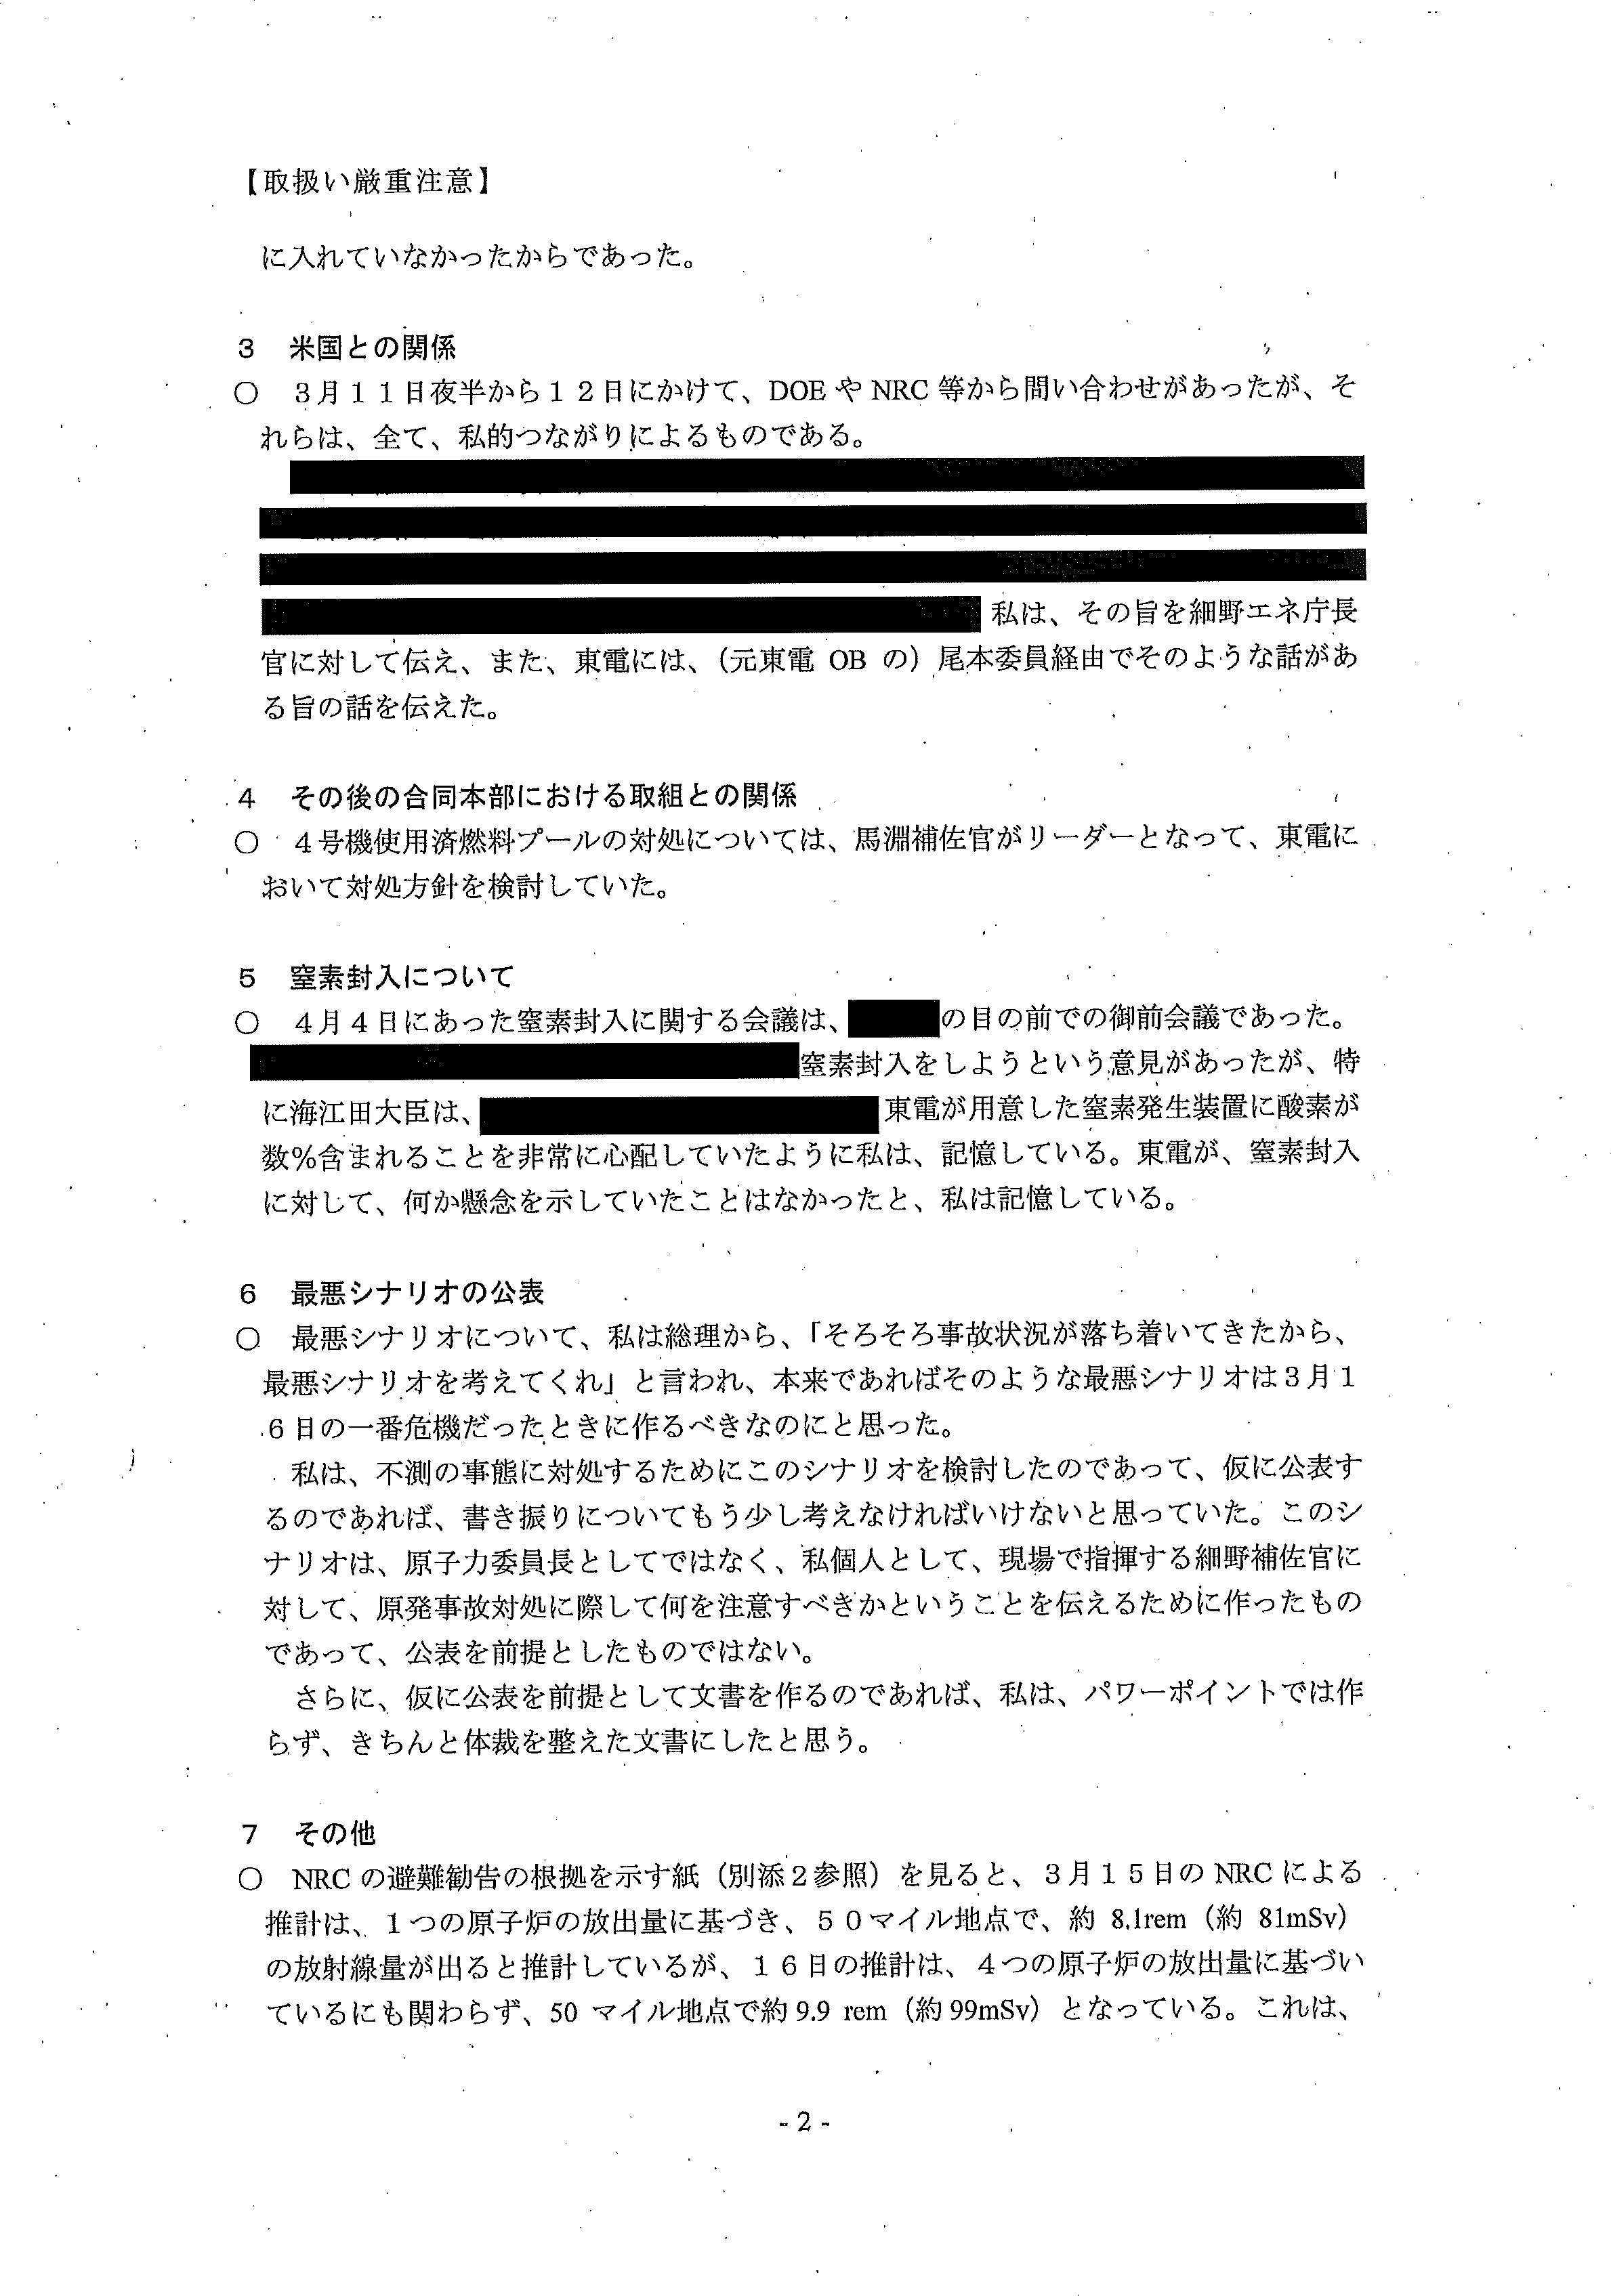 【取扱い厳重注意】
に入れていなかったからであった。
3　米国との関係
○　3月11日夜半から12日にかけて、DOEやNRC等から問い合わせがあったが、そ
れらは、全て、私的つながりによるものである。
私は、その旨を細野エネ庁長
官に対して伝え、また、東電には、（元東電 OB の）尾本委員経由でそのような話があ
る旨の話を伝えた。
4　その後の合同本部における取組との関係
○　4号機使用済燃料プールの対処については、馬淵補佐官がリーダーとなって、東電に
おいて対処方針を検討していた。
5　窒素封入について
○　4月4日にあった窒素封入に関する会議は、の目の前での御前会議であった。
窒素封入をしようという意見があったが、特
に海江田大臣は、東電が用意した窒素発生装置に酸素が
数％含まれることを非常に心配していたように私は、記憶している。東電が、窒素封入
に対して、何か懸念を示していたことはなかったと、私は記憶している。
6　最悪シナリオの公表
○　最悪シナリオについて、私は総理から、「そろそろ事故状況が落ち着いてきたから、
最悪シナリオを考えてくれ」と言われ、本来であればそのような最悪シナリオは3月1
6日の一番危機だったときに作るべきなのにと思った。
私は、不測の事態に対処するためにこのシナリオを検討したのであって、仮に公表す
るのであれば、書き振りについてもう少し考えなければいけないと思っていた。このシ
ナリオは、原子力委員長としてではなく、私個人として、現場で指揮する細野補佐官に
対して、原発事故対処に際して何を注意すべきかということを伝えるために作ったもの
であって、公表を前提としたものではない。
さらに、仮に公表を前提として文書を作るのであれば、私は、パワーポイントでは作
らず、きちんと体裁を整えた文書にしたと思う。
7　その他
○　NRCの避難勧告の根拠を示す紙（別添2参照）を見ると、3月15日のNRCによる
推計は、1つの原子炉の放出量に基づき、50マイル地点で、約 8.1rem（約 81mSv）
の放射線量が出ると推計しているが、16日の推計は、4つの原子炉の放出量に基づい
ているにも関わらず、50 マイル地点で約9.9 rem（約99mSv）となっている。これは、
- 2 -